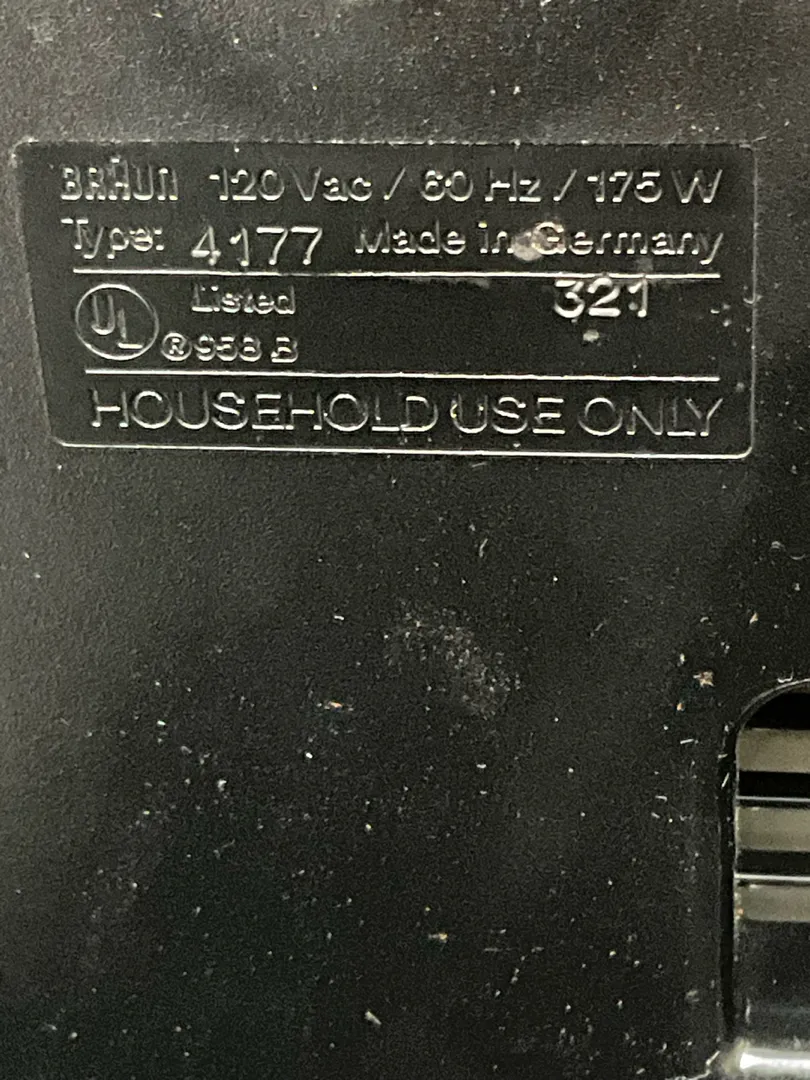 BRAUN 120 Vac / 60 Hz / 175 W
Type: 4177 Made in Germany
UL Listed 321
® 958 B
HOUSEHOLD USE ONLY